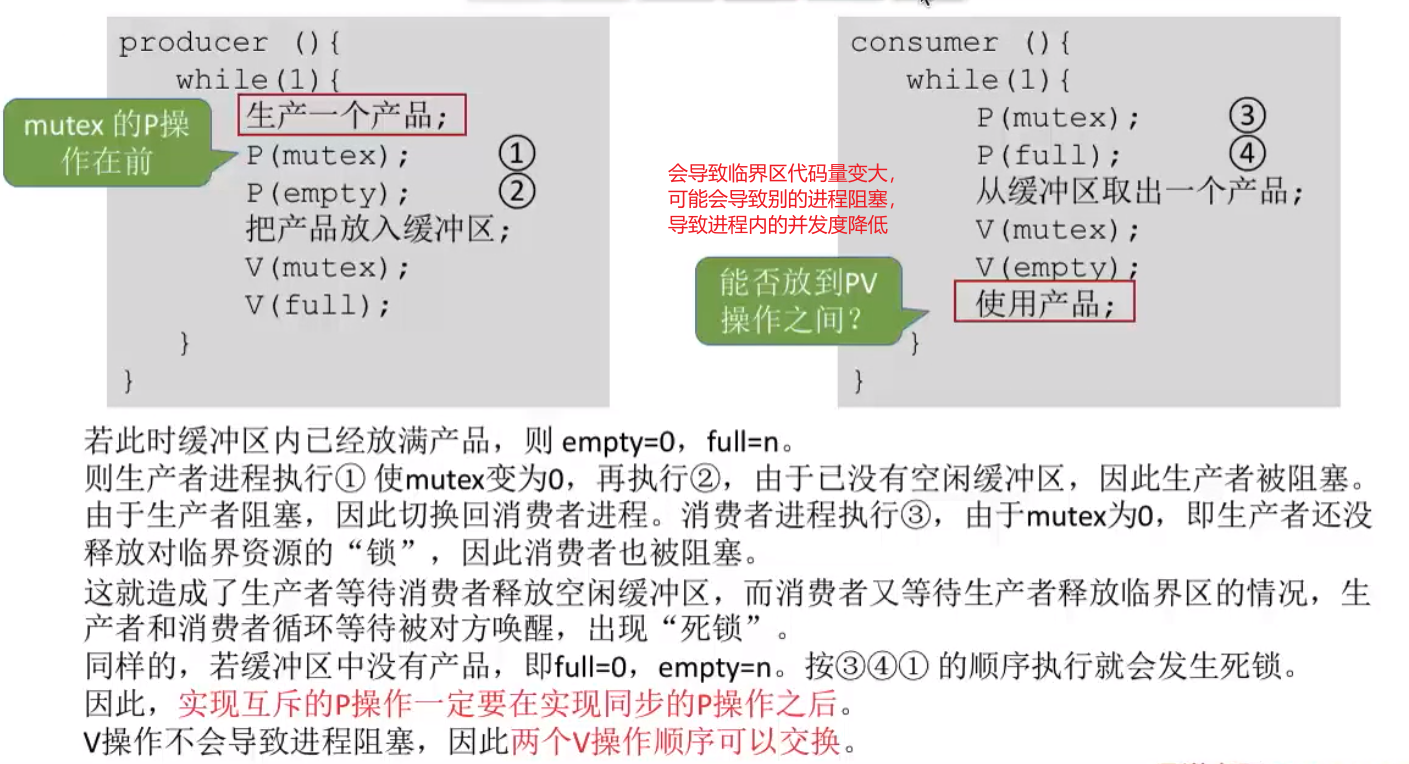 producer (){
while(1){
生产一个产品;
mutex 的P操
作在前
P(mutex); ①
P(empty); ②
把产品放入缓冲区;
V(mutex);
V(full);
}
}
会导致临界区代码量变大，
可能会导致别的进程阻塞，
导致进程内的并发度降低
consumer (){
while(1){
P(mutex); ③
P(full); ④
从缓冲区取出一个产品;
V(mutex);
V(empty);
能否放到PV
操作之间？
使用产品;
}
}
若此时缓冲区内已经放满产品，则 empty=0，full=n。
则生产者进程执行① 使mutex变为0，再执行②，由于已没有空闲缓冲区，因此生产者被阻塞。
由于生产者阻塞，因此切换回消费者进程。消费者进程执行③，由于mutex为0，即生产者还没
释放对临界资源的“锁”，因此消费者也被阻塞。
这就造成了生产者等待消费者释放空闲缓冲区，而消费者又等待生产者释放临界区的情况，生
产者和消费者循环等待被对方唤醒，出现“死锁”。
同样的，若缓冲区中没有产品，即full=0，empty=n。按③④① 的顺序执行就会发生死锁。
因此，实现互斥的P操作一定要在实现同步的P操作之后。
V操作不会导致进程阻塞，因此两个V操作顺序可以交换。